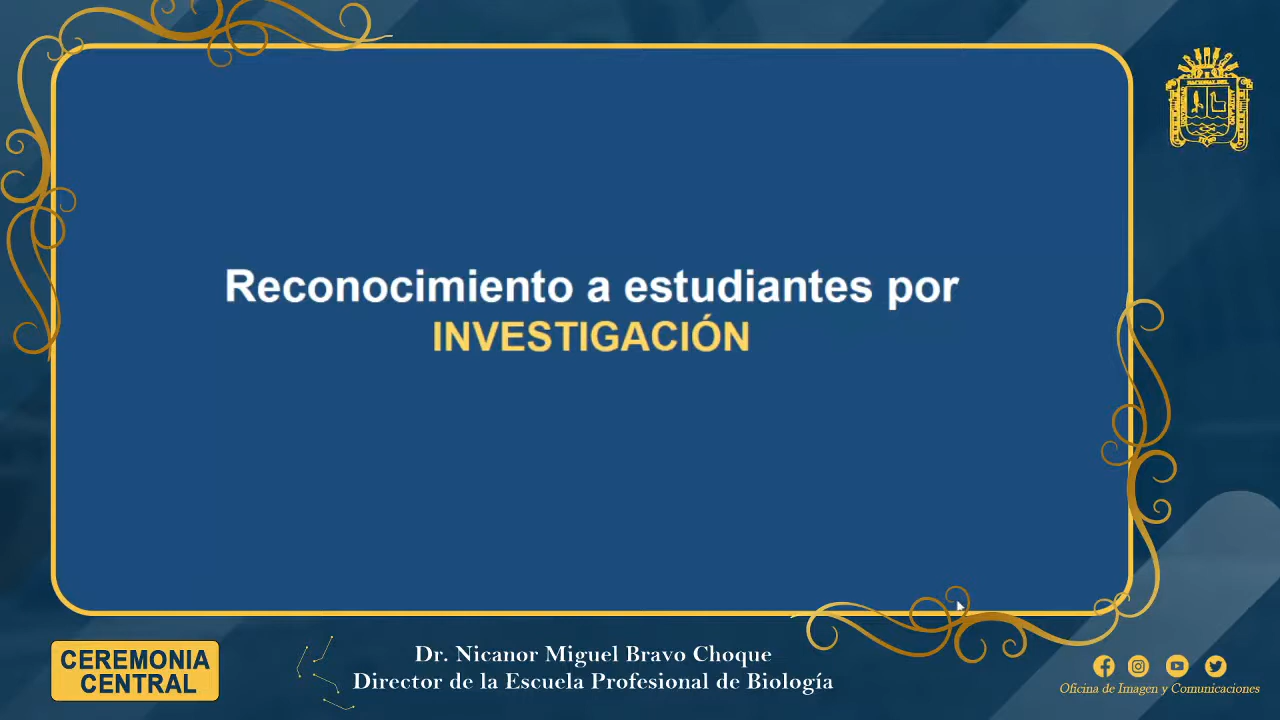 Reconocimiento a estudiantes por
INVESTIGACIÓN
CEREMONIA
CENTRAL
Dr. Nicanor Miguel Bravo Choque
Director de la Escuela Profesional de Biología
Oficina de Imagen y Comunicaciones